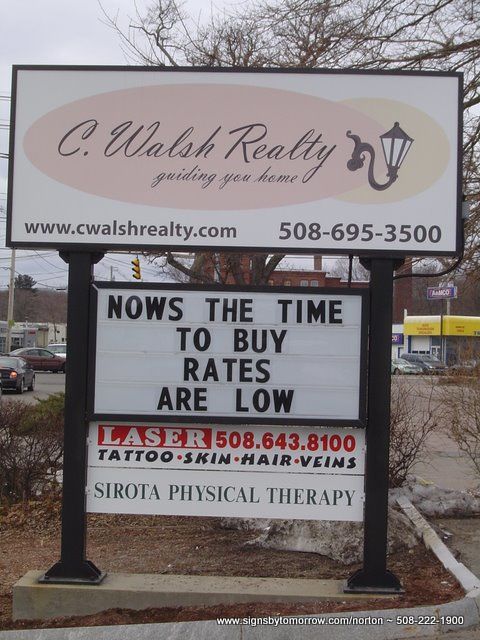 C. Walsh Realty
guiding you home
www.cwalshrealty.com 508-695-3500
NOWS THE TIME
TO BUY
RATES
ARE LOW
LASER 508.643.8100
TATTOO•SKIN•HAIR•VEINS
SIROTA PHYSICAL THERAPY
AAMCO
www.signsbytomorrow.com/norton ~ 508-222-1900